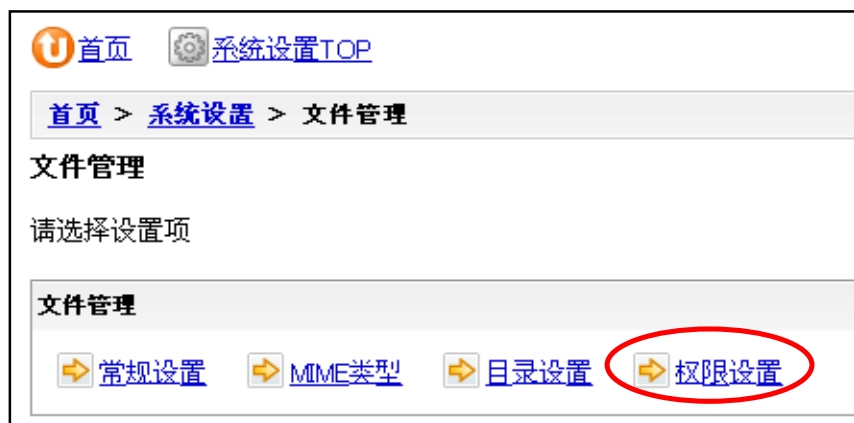 首页 系统设置TOP
首页 > 系统设置 > 文件管理
文件管理
请选择设置项
文件管理
常规设置 MIME类型 目录设置 权限设置